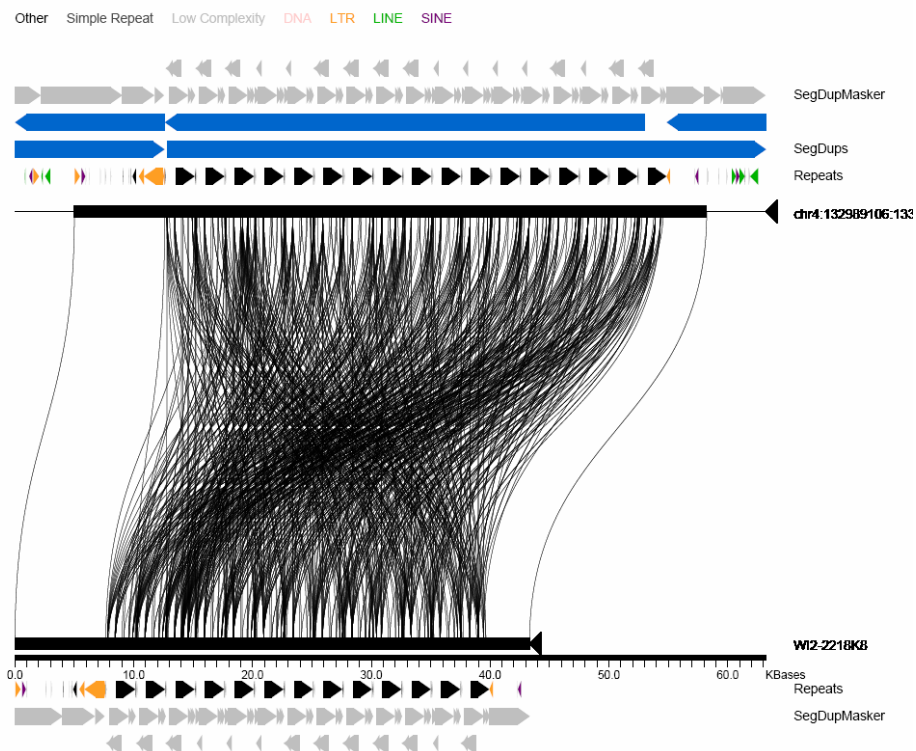 Other Simple Repeat Low Complexity DNA LTR LINE SINE
SegDupMasker
SegDups
Repeats
chr4:132989106:133
WI2-2218K8
0.0 10.0 20.0 30.0 40.0 50.0 60.0 KBases
Repeats
SegDupMasker